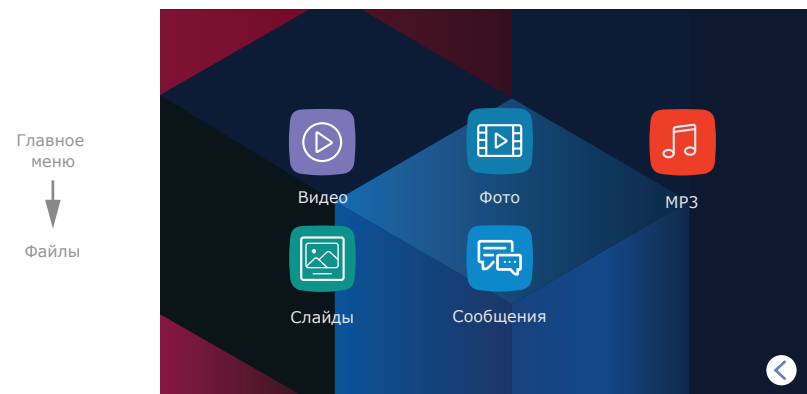 Главное
меню
Файлы
Видео
Фото
MP3
Слайды
Сообщения